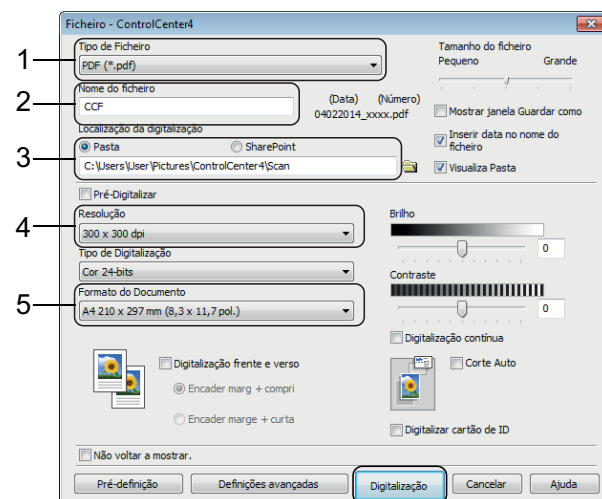 Ficheiro - ControlCenter4
1
Tipo de Ficheiro
PDF (*.pdf)
Tamanho do ficheiro
Pequeno Grande
2
Nome do ficheiro
CCF
(Data) (Número)
04022014_xxxx.pdf
Mostrar janela Guardar como
Inserir data no nome do
ficheiro
Visualiza Pasta
3
Localização da digitalização
Pasta SharePoint
C:\Users\User\Pictures\ControlCenter4\Scan
Pré-Digitalizar
4
Resolução
300 x 300 dpi
Tipo de Digitalização
Cor 24-bits
5
Formato do Documento
A4 210 x 297 mm (8,3 x 11,7 pol.)
Brilho
0
Contraste
0
Digitalização contínua
Digitalização frente e verso
Encader marg + compri
Encader marge + curta
Corte Auto
Digitalizar cartão de ID
Não voltar a mostrar.
Pré-definição Definições avançadas Digitalização Cancelar Ajuda